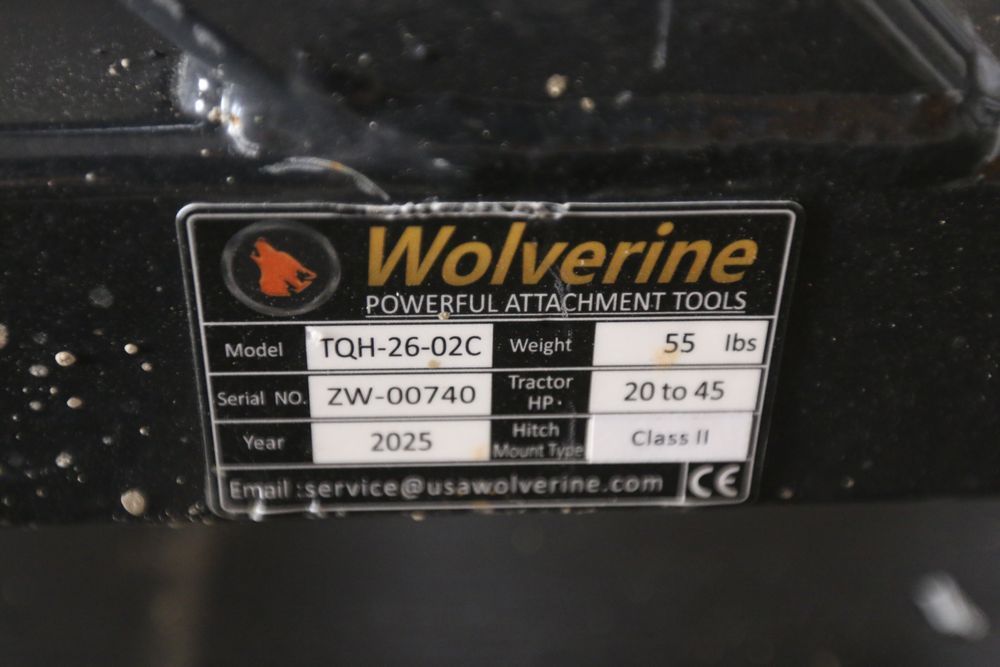 Wolverine
POWERFUL ATTACHMENT TOOLS
Model TQH-26-02C Weight 55 lbs
Serial NO. ZW-00740 Tractor HP. 20 to 45
Year 2025 Hitch Mount Type Class II
Email :service@usawolverine.com CE